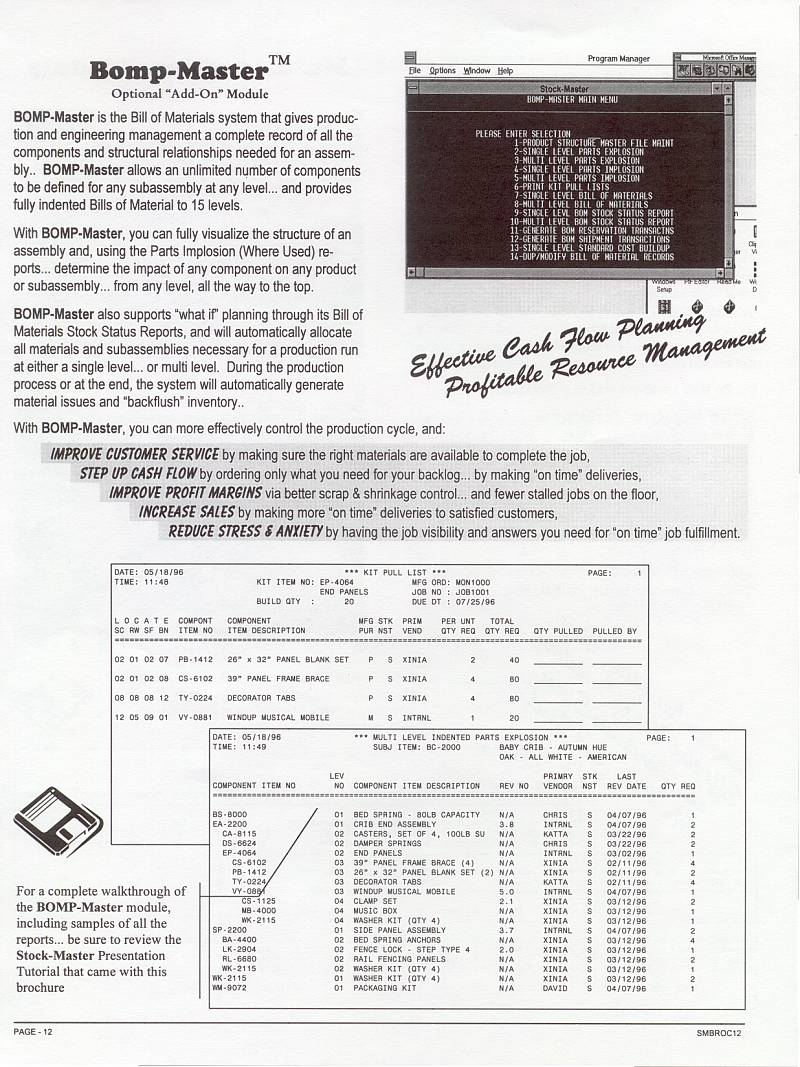 Bomp-Master™
Optional "Add-On" Module
BOMP-Master is the Bill of Materials system that gives produc-
tion and engineering management a complete record of all the
components and structural relationships needed for an assem-
bly.. BOMP-Master allows an unlimited number of components
to be defined for any subassembly at any level... and provides
fully indented Bills of Material to 15 levels.
With BOMP-Master, you can fully visualize the structure of an
assembly and, using the Parts Implosion (Where Used) re-
ports... determine the impact of any component on any product
or subassembly... from any level, all the way to the top.
BOMP-Master also supports "what if" planning through its Bill of
Materials Stock Status Reports, and will automatically allocate
all materials and subassemblies necessary for a production run
at either a single level... or multi level. During the production
process or at the end, the system will automatically generate
material issues and "backflush" inventory..
Program Manager
Microsoft Office Manag
File Options Window Help
Stock-Master
BOMP-MASTER MAIN MENU
PLEASE ENTER SELECTION
1-PRODUCT STRUCTURE MASTER FILE MAINT
2-SINGLE LEVEL PARTS EXPLOSION
3-MULTI LEVEL PARTS EXPLOSION
4-SINGLE LEVEL PARTS IMPLOSION
5-MULTI LEVEL PARTS IMPLOSION
6-PRINT KIT PULL LISTS
7-SINGLE LEVEL BILL OF MATERIALS
8-MULTI LEVEL BILL OF MATERIALS
9-SINGLE LEVL BOM STOCK STATUS REPORT
10-MULTI LEVEL BOM STOCK STATUS REPORT
11-GENERATE BOM RESERVATION TRANSACTNS
12-GENERATE BOM SHIPMENT TRANSACTIONS
13-SINGLE LEVEL STANDARD COST BUILDUP
14-DUP/MODIFY BILL OF MATERIAL RECORDS
Windows PIF Editor Read Me
Setup
Effective Cash Flow Planning
Profitable Resource Management
With BOMP-Master, you can more effectively control the production cycle, and:
IMPROVE CUSTOMER SERVICE by making sure the right materials are available to complete the job,
STEP UP CASH FLOW by ordering only what you need for your backlog... by making "on time" deliveries,
IMPROVE PROFIT MARGINS via better scrap & shrinkage control... and fewer stalled jobs on the floor,
INCREASE SALES by making more "on time" deliveries to satisfied customers,
REDUCE STRESS & ANXIETY by having the job visibility and answers you need for "on time" job fulfillment.
DATE: 05/18/96 *** KIT PULL LIST *** PAGE: 1
TIME: 11:48 KIT ITEM NO: EP-4064 MFG ORD: MON1000
END PANELS JOB NO : JOB1001
BUILD QTY : 20 DUE DT : 07/25/96
L O C A T E COMPONT COMPONENT MFG STK PRIM PER UNT TOTAL
SC RW SF BN ITEM NO ITEM DESCRIPTION PUR NST VEND QTY REQ QTY REQ QTY PULLED PULLED BY
02 01 02 07 PB-1412 26" x 32" PANEL BLANK SET P S XINIA 2 40
02 01 02 08 CS-6102 39" PANEL FRAME BRACE P S XINIA 4 80
08 08 08 12 TY-0224 DECORATOR TABS P S XINIA 4 80
12 05 09 01 VY-0881 WINDUP MUSICAL MOBILE M S INTRNL 1 20
DATE: 05/18/96 *** MULTI LEVEL INDENTED PARTS EXPLOSION *** PAGE: 1
TIME: 11:49 SUBJ ITEM: BC-2000 BABY CRIB - AUTUMN HUE
OAK - ALL WHITE - AMERICAN
LEV PRIMRY STK LAST
COMPONENT ITEM NO NO COMPONENT ITEM DESCRIPTION REV NO VENDOR NST REV DATE QTY REQ
BS-8000 01 BED SPRING - 80LB CAPACITY N/A CHRIS S 04/07/96 1
EA-2200 01 CRIB END ASSEMBLY 3.8 INTRNL S 04/07/96 2
CA-8115 02 CASTERS, SET OF 4, 100LB SU N/A KATTA S 03/22/96 2
DS-6624 02 DAMPER SPRINGS N/A CHRIS S 03/22/96 2
EP-4064 02 END PANELS N/A INTRNL S 03/02/96 1
CS-6102 03 39" PANEL FRAME BRACE (4) N/A XINIA S 02/11/96 4
PB-1412 03 26" x 32" PANEL BLANK SET (2) N/A XINIA S 02/11/96 2
TY-0224 03 DECORATOR TABS N/A KATTA S 02/11/96 4
VY-0881 03 WINDUP MUSICAL MOBILE 5.0 INTRNL S 04/07/96 1
CS-1125 04 CLAMP SET 2.1 XINIA S 03/12/96 1
MB-4000 04 MUSIC BOX N/A XINIA S 03/12/96 1
WK-2115 04 WASHER KIT (QTY 4) N/A XINIA S 03/12/96 1
SP-2200 01 SIDE PANEL ASSEMBLY 3.7 INTRNL S 04/07/96 2
BA-4400 02 BED SPRING ANCHORS N/A XINIA S 03/12/96 4
LK-2904 02 FENCE LOCK - STEP TYPE 4 2.0 XINIA S 03/12/96 1
RL-6680 02 RAIL FENCING PANELS N/A XINIA S 03/12/96 2
WK-2115 02 WASHER KIT (QTY 4) N/A XINIA S 03/12/96 1
WK-2115 01 WASHER KIT (QTY 4) N/A XINIA S 03/12/96 2
WM-9072 01 PACKAGING KIT N/A DAVID S 04/07/96 1
For a complete walkthrough of
the BOMP-Master module,
including samples of all the
reports... be sure to review the
Stock-Master Presentation
Tutorial that came with this
brochure
PAGE - 12
SMBROC12